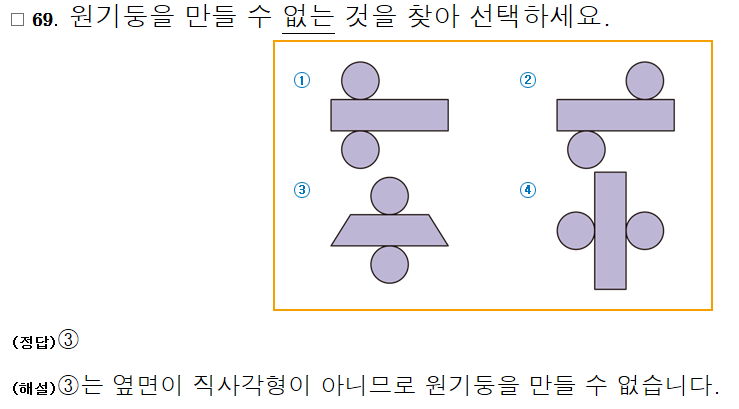 □ 69. 원기둥을 만들 수 없는 것을 찾아 선택하세요.
① ②
③ ④
(정답)③
(해설)③는 옆면이 직사각형이 아니므로 원기둥을 만들 수 없습니다.